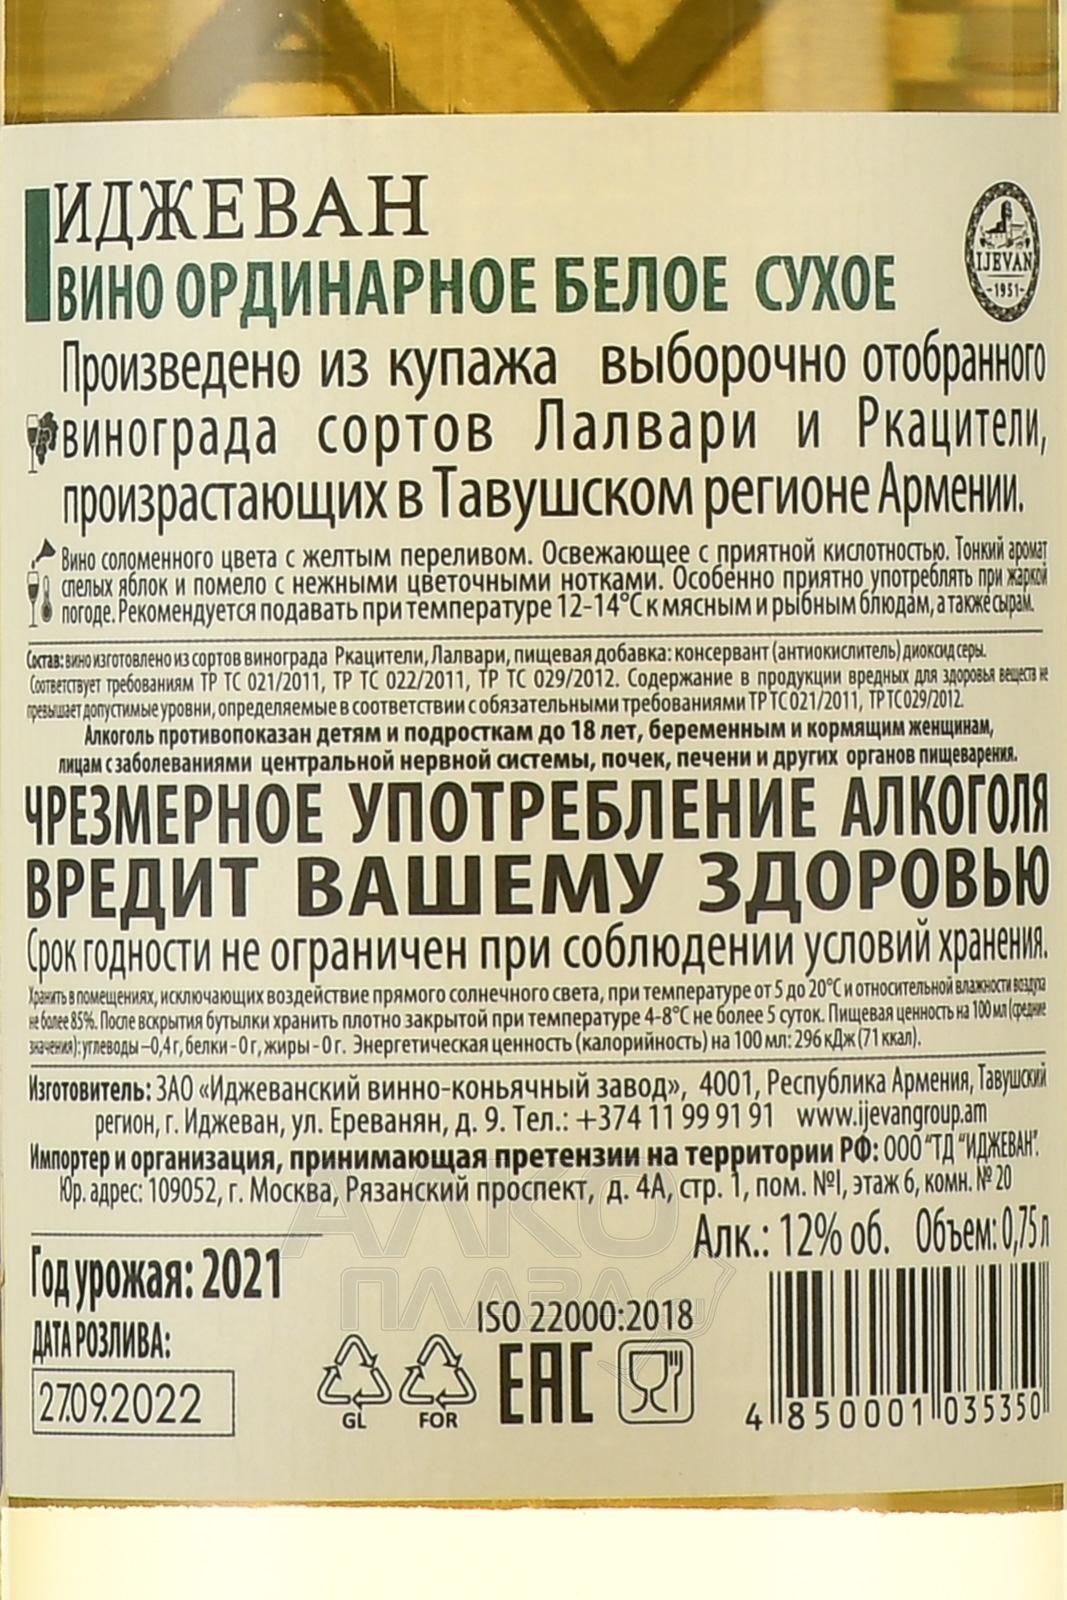 ИДЖЕВАН
ВИНО ОРДИНАРНОЕ БЕЛОЕ СУХОЕ
IJEVAN
-1951-
Произведено из купажа выборочно отобранного
винограда сортов Лалвари и Ркацители,
произрастающих в Тавушском регионе Армении.
Вино соломенного цвета с желтым переливом. Освежающее с приятной кислотностью. Тонкий аромат
спелых яблок и помело с нежными цветочными нотками. Особенно приятно употреблять при жаркой
погоде. Рекомендуется подавать при температуре 12-14°С к мясным и рыбным блюдам, а также сырам.
Состав: вино изготовлено из сортов винограда Ркацители, Лалвари, пищевая добавка: консервант (антиокислитель) диоксид серы.
Соответствует требованиям ТР ТС 021/2011, ТР ТС 022/2011, ТР ТС 029/2012. Содержание в продукции вредных для здоровья веществ не
превышает допустимые уровни, определяемые в соответствии с обязательными требованиями ТР ТС 021/2011, ТР ТС 029/2012.
Алкоголь противопоказан детям и подросткам до 18 лет, беременным и кормящим женщинам,
лицам с заболеваниями центральной нервной системы, почек, печени и других органов пищеварения.
ЧРЕЗМЕРНОЕ УПОТРЕБЛЕНИЕ АЛКОГОЛЯ
ВРЕДИТ ВАШЕМУ ЗДОРОВЬЮ
Срок годности не ограничен при соблюдении условий хранения.
Хранить в помещениях, исключающих воздействие прямого солнечного света, при температуре от 5 до 20°С и относительной влажности воздуха
не более 85%. После вскрытия бутылки хранить плотно закрытой при температуре 4-8°С не более 5 суток. Пищевая ценность на 100 мл (средние
значения): углеводы –0,4 г, белки - 0 г, жиры - 0 г. Энергетическая ценность (калорийность) на 100 мл: 296 кДж (71 ккал).
Изготовитель: ЗАО «Иджеванский винно-коньячный завод», 4001, Республика Армения, Тавушский
регион, г. Иджеван, ул. Ереванян, д. 9. Тел.: +374 11 99 91 91 www.ijevangroup.am
Импортер и организация, принимающая претензии на территории РФ: ООО "ТД "ИДЖЕВАН".
Юр. адрес: 109052, г. Москва, Рязанский проспект, д. 4А, стр. 1, пом. №I, этаж 6, комн. № 20
Алк.: 12% об. Объем: 0,75 л
АЛКО
ПЛАЗА
.ru
Год урожая: 2021
ДАТА РОЗЛИВА:
27.09.2022
ISO 22000:2018
GL
FOR
EAC
4 850001 035350